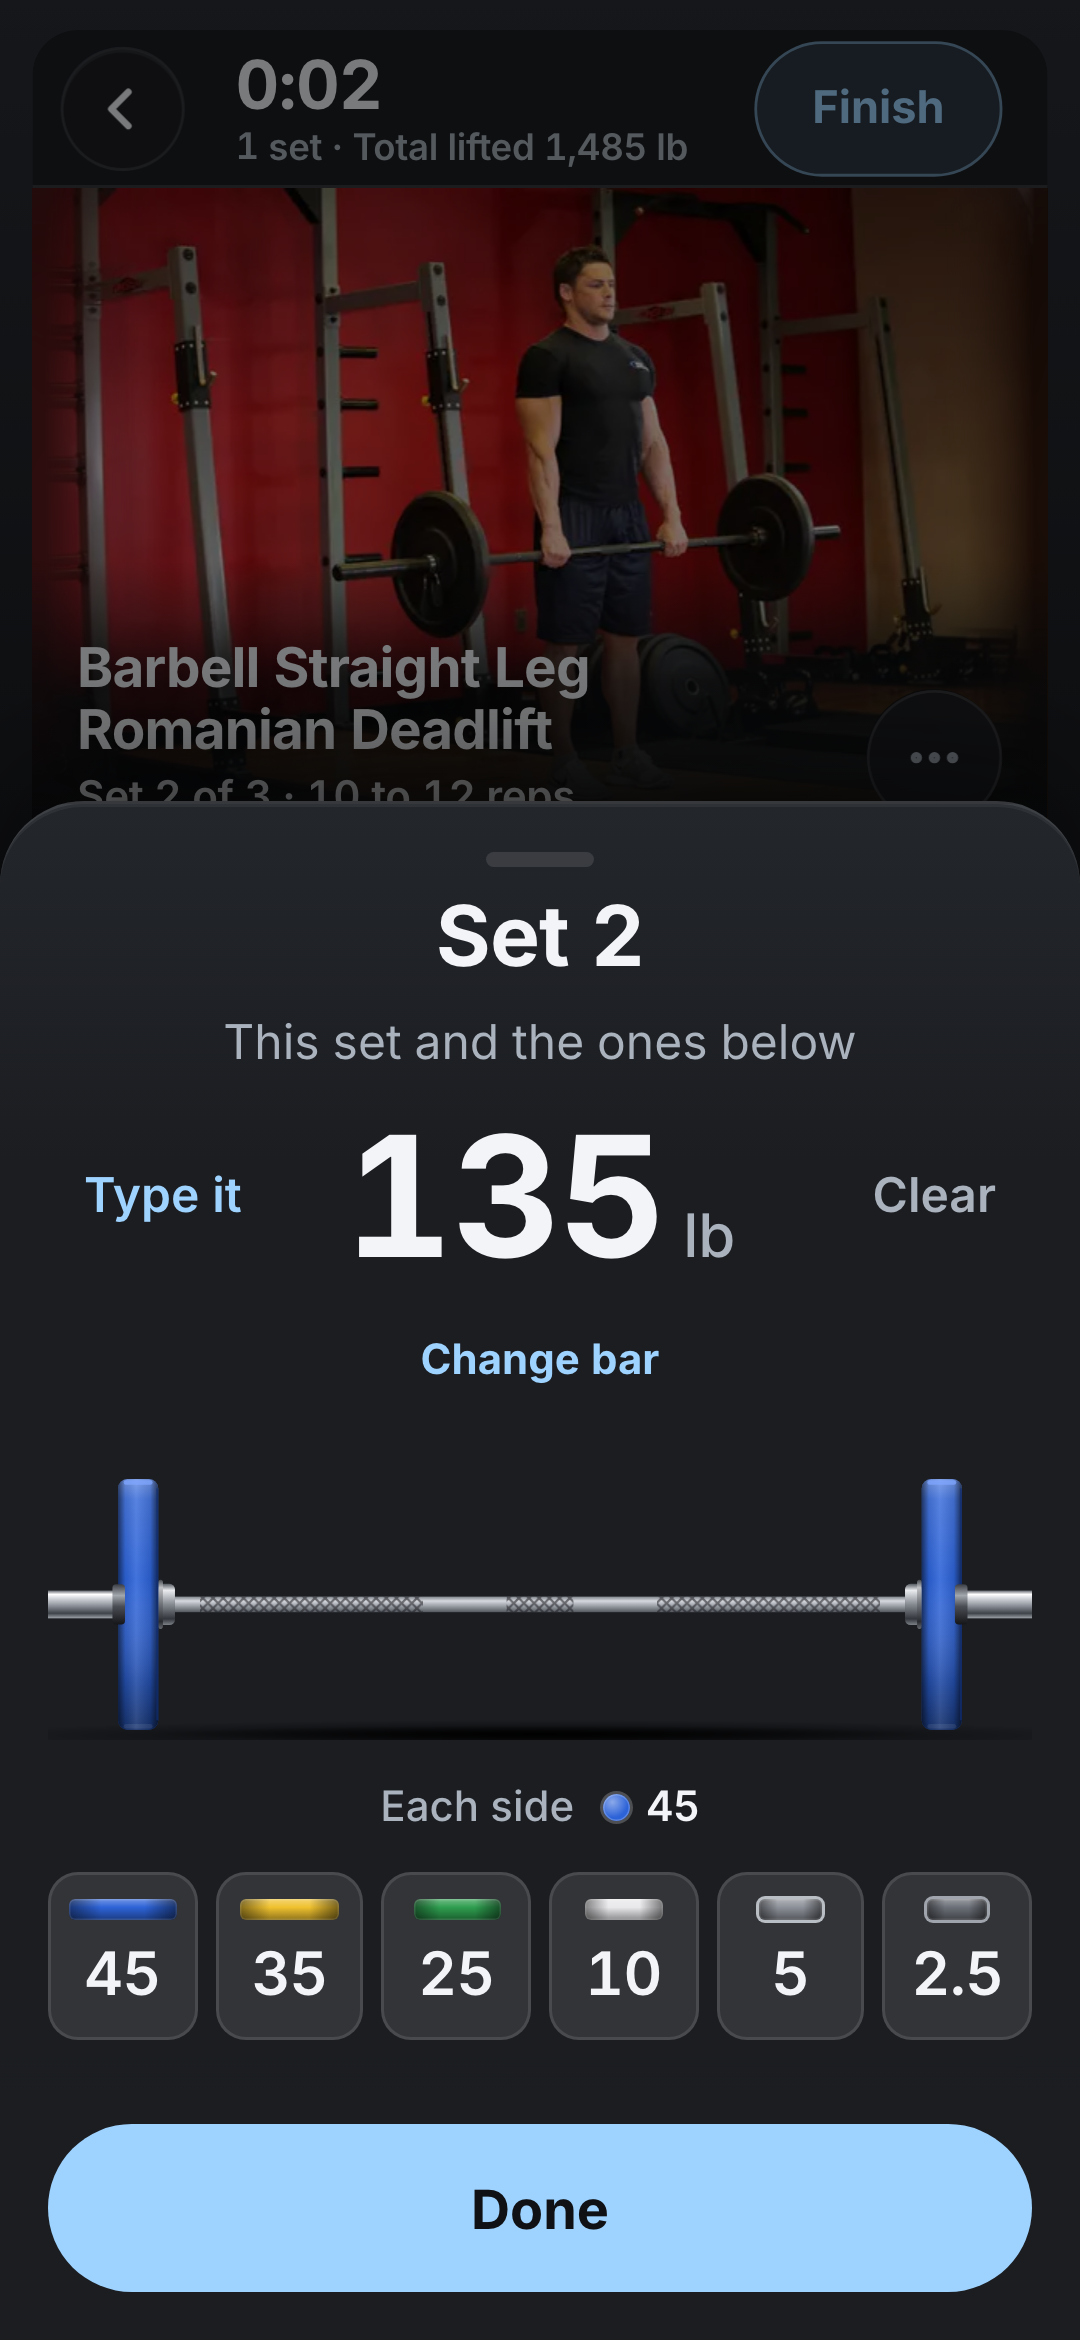 0:02
1 set · Total lifted 1,485 lb
Finish
Barbell Straight Leg
Romanian Deadlift
Set 2 of 3 · 10 to 12 reps
Set 2
This set and the ones below
Type it
135 lb
Clear
Change bar
Each side 45
45
35
25
10
5
2.5
Done